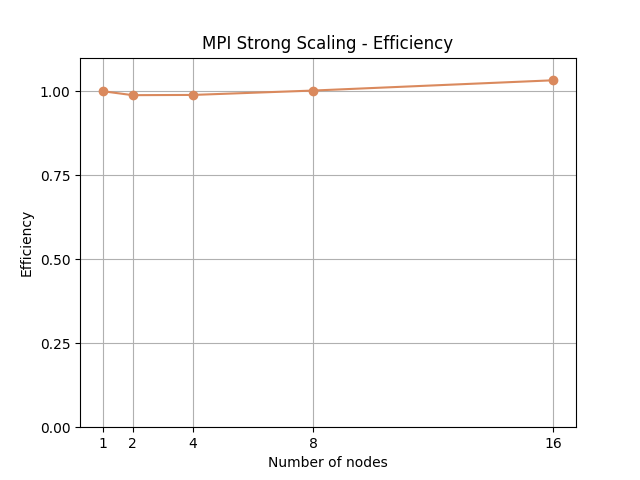 MPI Strong Scaling - Efficiency
1.00
0.75
0.50
0.25
0.00
Efficiency
1 2 4 8 16
Number of nodes